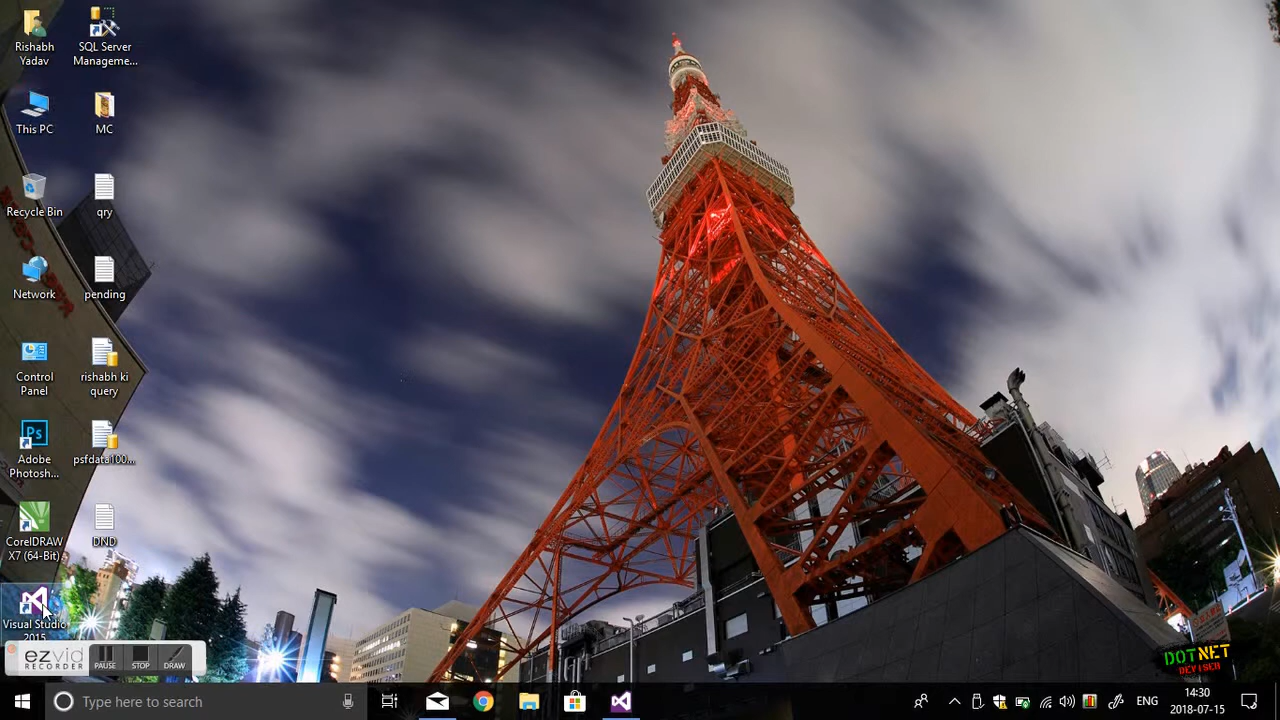 Rishabh
Yadav
SQL Server
Manageme...
This PC
MC
Recycle Bin
qry
Network
pending
Control
Panel
rishabh ki
query
Ps
Adobe
Photosh...
psfdata100...
CorelDRAW
X7 (64-Bit)
DND
Visual Studio
2015
ezvid
RECORDER
PAUSE
STOP
DRAW
DOTNET
DEVISER
Type here to search
ENG
14:30
2018-07-15